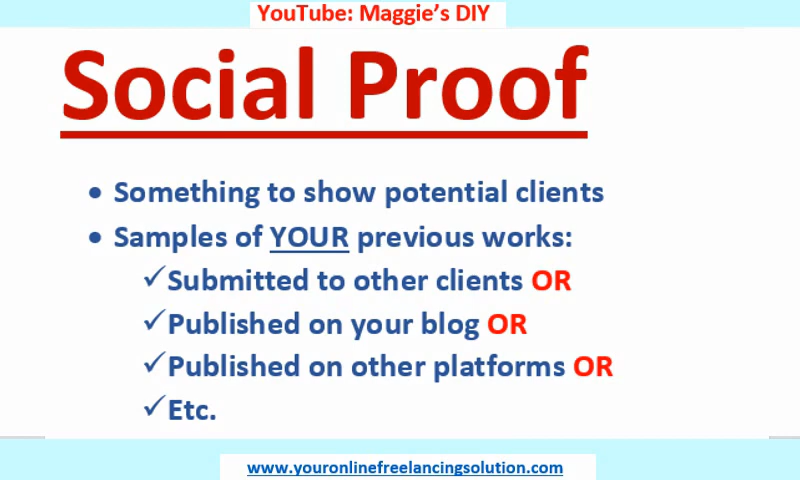 YouTube: Maggie’s DIY
Social Proof
• Something to show potential clients
• Samples of YOUR previous works:
✓Submitted to other clients OR
✓Published on your blog OR
✓Published on other platforms OR
✓Etc.
www.youronlinefreelancingsolution.com